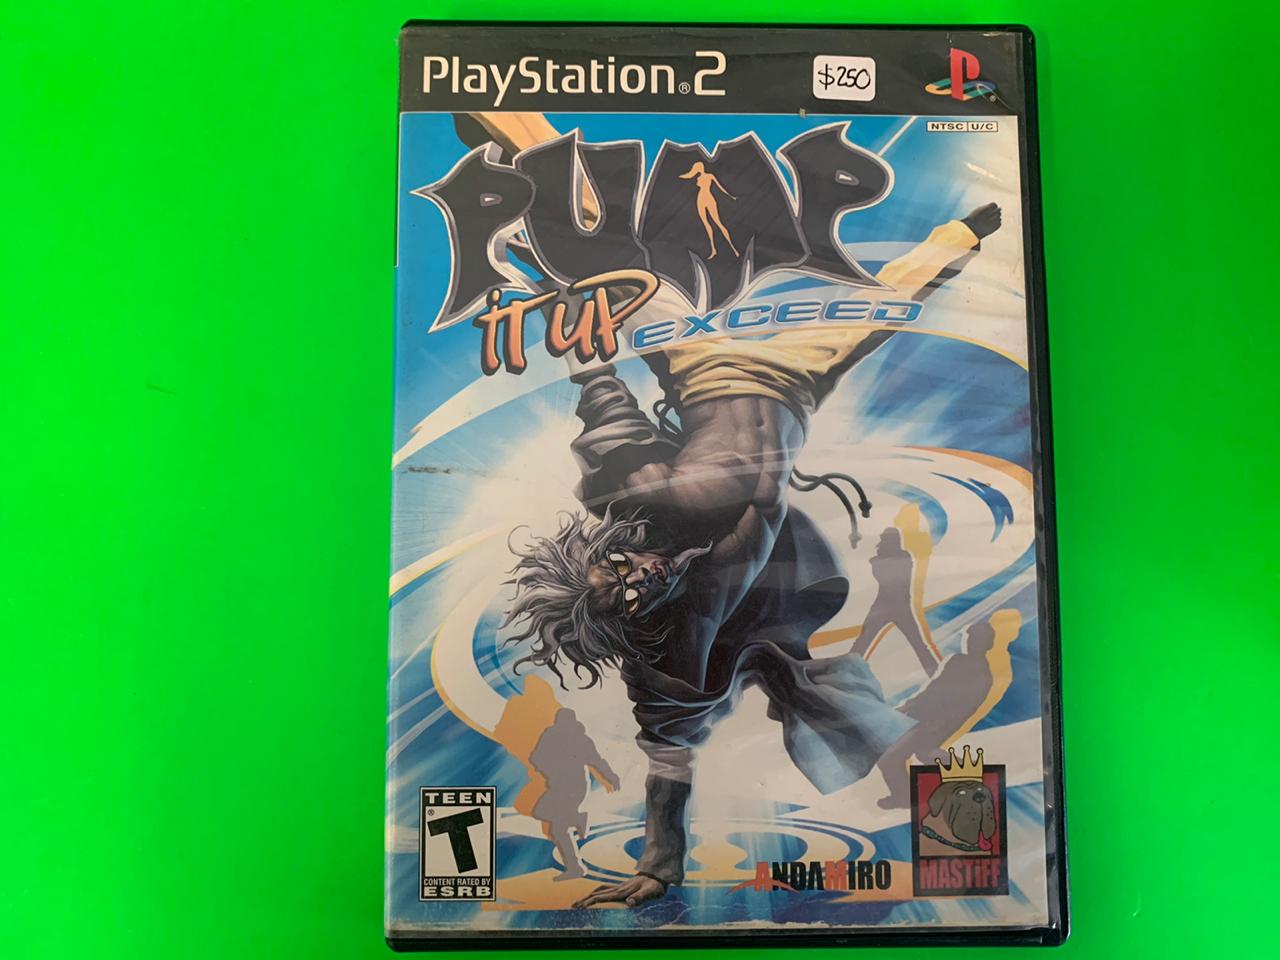 PlayStation®2
$250
NTSC U/C
PUMP
iT UP
EXCEED
TEEN
T
®
CONTENT RATED BY
ESRB
ANDAMIRO
MASTiFF